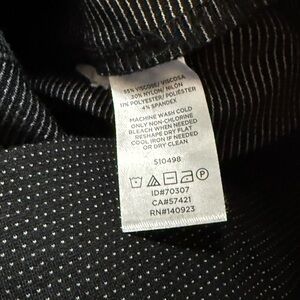 55% VISCOSE/ VISCOSA
30% NYLON/ NILÓN
11% POLYESTER/ POLIÉSTER
4% SPANDEX
MACHINE WASH COLD
ONLY NON-CHLORINE
BLEACH WHEN NEEDED
RESHAPE DRY FLAT
COOL IRON IF NEEDED
OR DRY CLEAN
510498
P
ID#70307
CA#57421
RN#140923